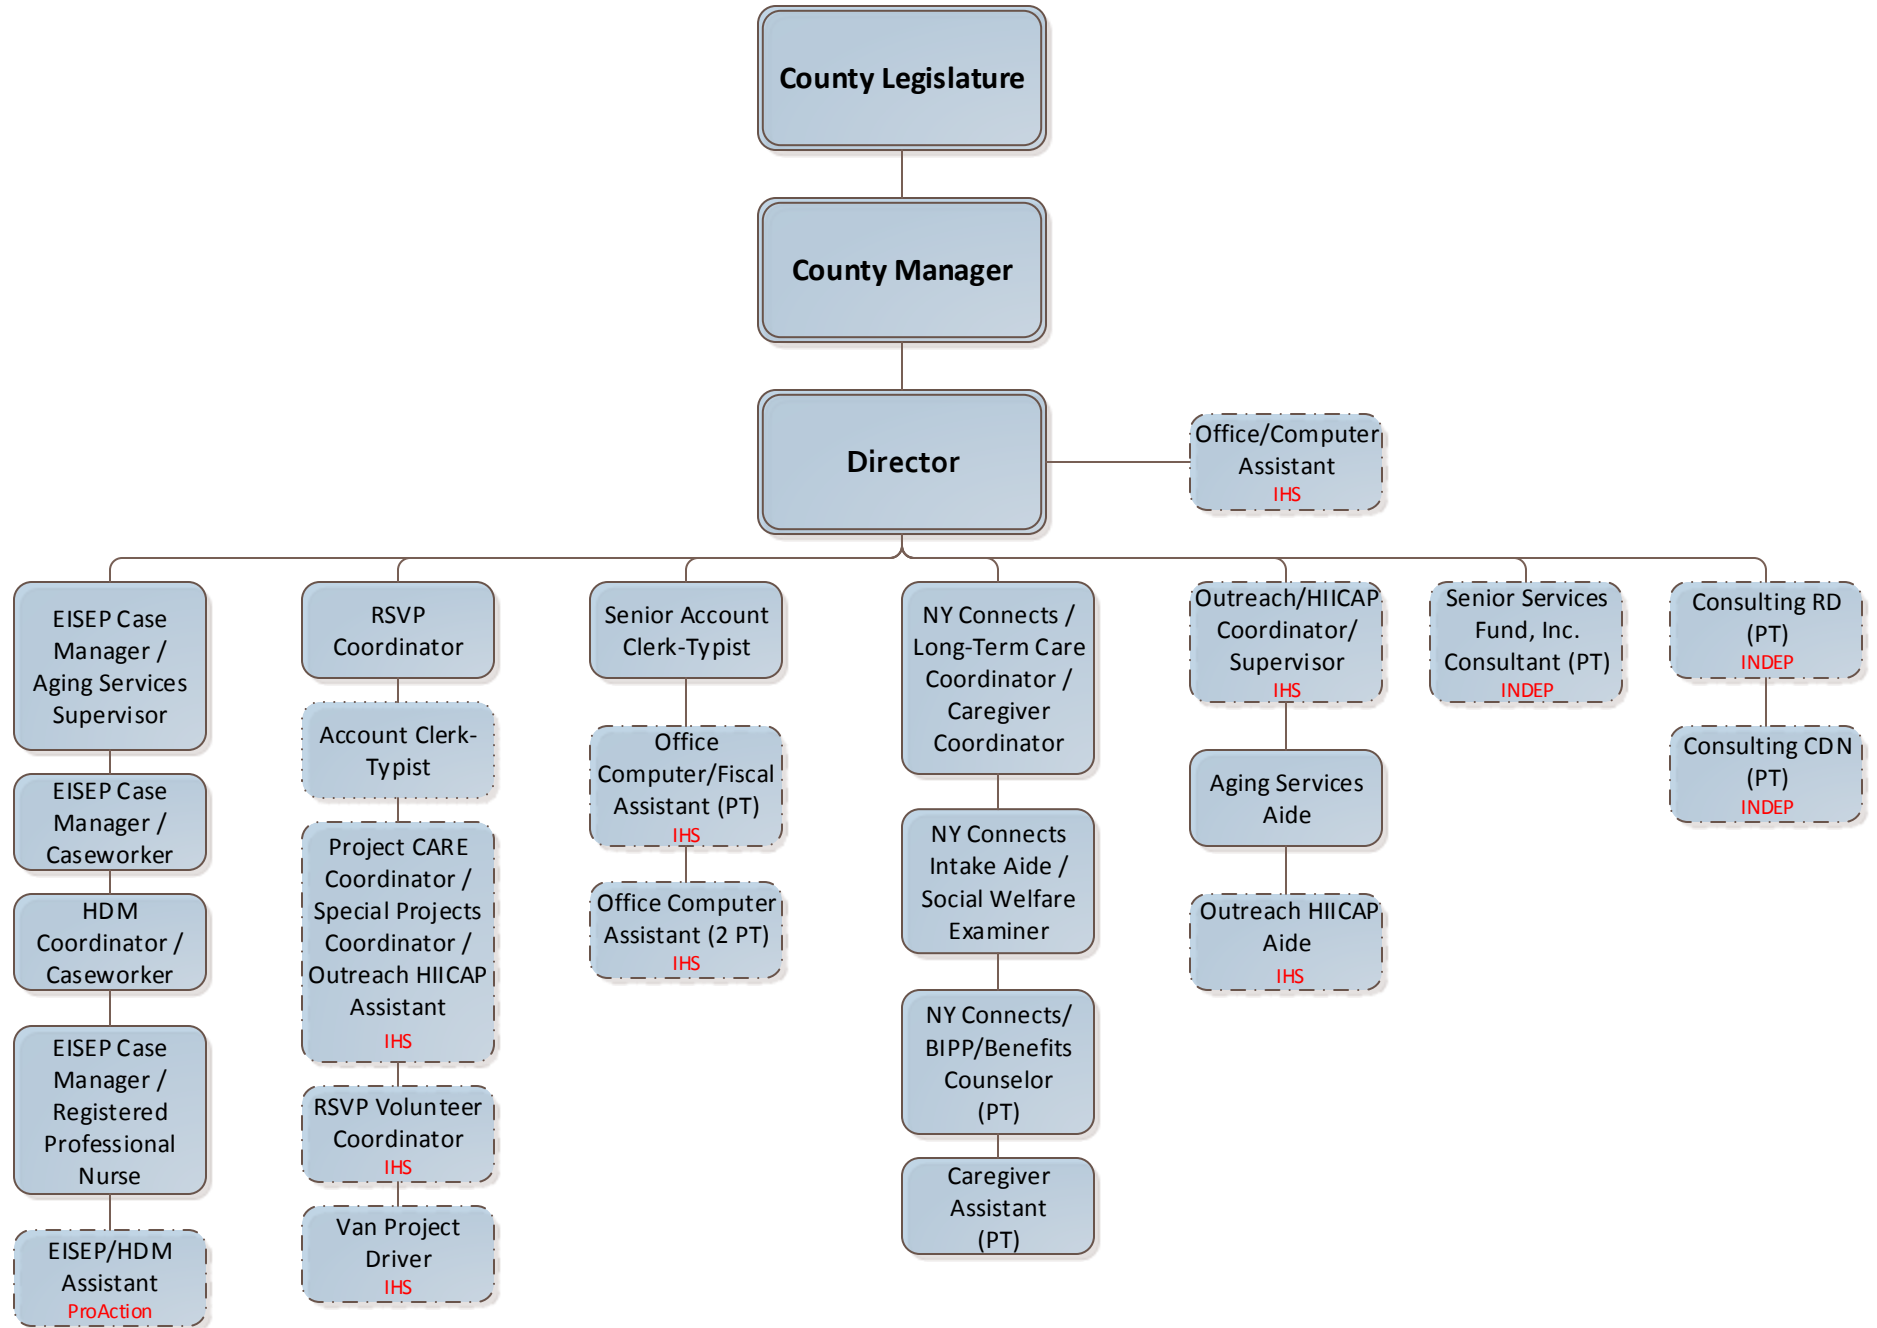 County Legislature
County Manager
Director
Office/Computer
Assistant
IHS
EISEP Case
Manager /
Aging Services
Supervisor
EISEP Case
Manager /
Caseworker
HDM
Coordinator /
Caseworker
EISEP Case
Manager /
Registered
Professional
Nurse
EISEP/HDM
Assistant
ProAction
RSVP
Coordinator
Account Clerk-
Typist
Project CARE
Coordinator /
Special Projects
Coordinator /
Outreach HIICAP
Assistant
IHS
RSVP Volunteer
Coordinator
IHS
Van Project
Driver
IHS
Senior Account
Clerk-Typist
Office
Computer/Fiscal
Assistant (PT)
IHS
Office Computer
Assistant (2 PT)
IHS
NY Connects /
Long-Term Care
Coordinator /
Caregiver
Coordinator
NY Connects
Intake Aide /
Social Welfare
Examiner
NY Connects/
BIPP/Benefits
Counselor
(PT)
Caregiver
Assistant
(PT)
Outreach/HIICAP
Coordinator/
Supervisor
IHS
Aging Services
Aide
Outreach HIICAP
Aide
IHS
Senior Services
Fund, Inc.
Consultant (PT)
INDEP
Consulting RD
(PT)
INDEP
Consulting CDN
(PT)
INDEP